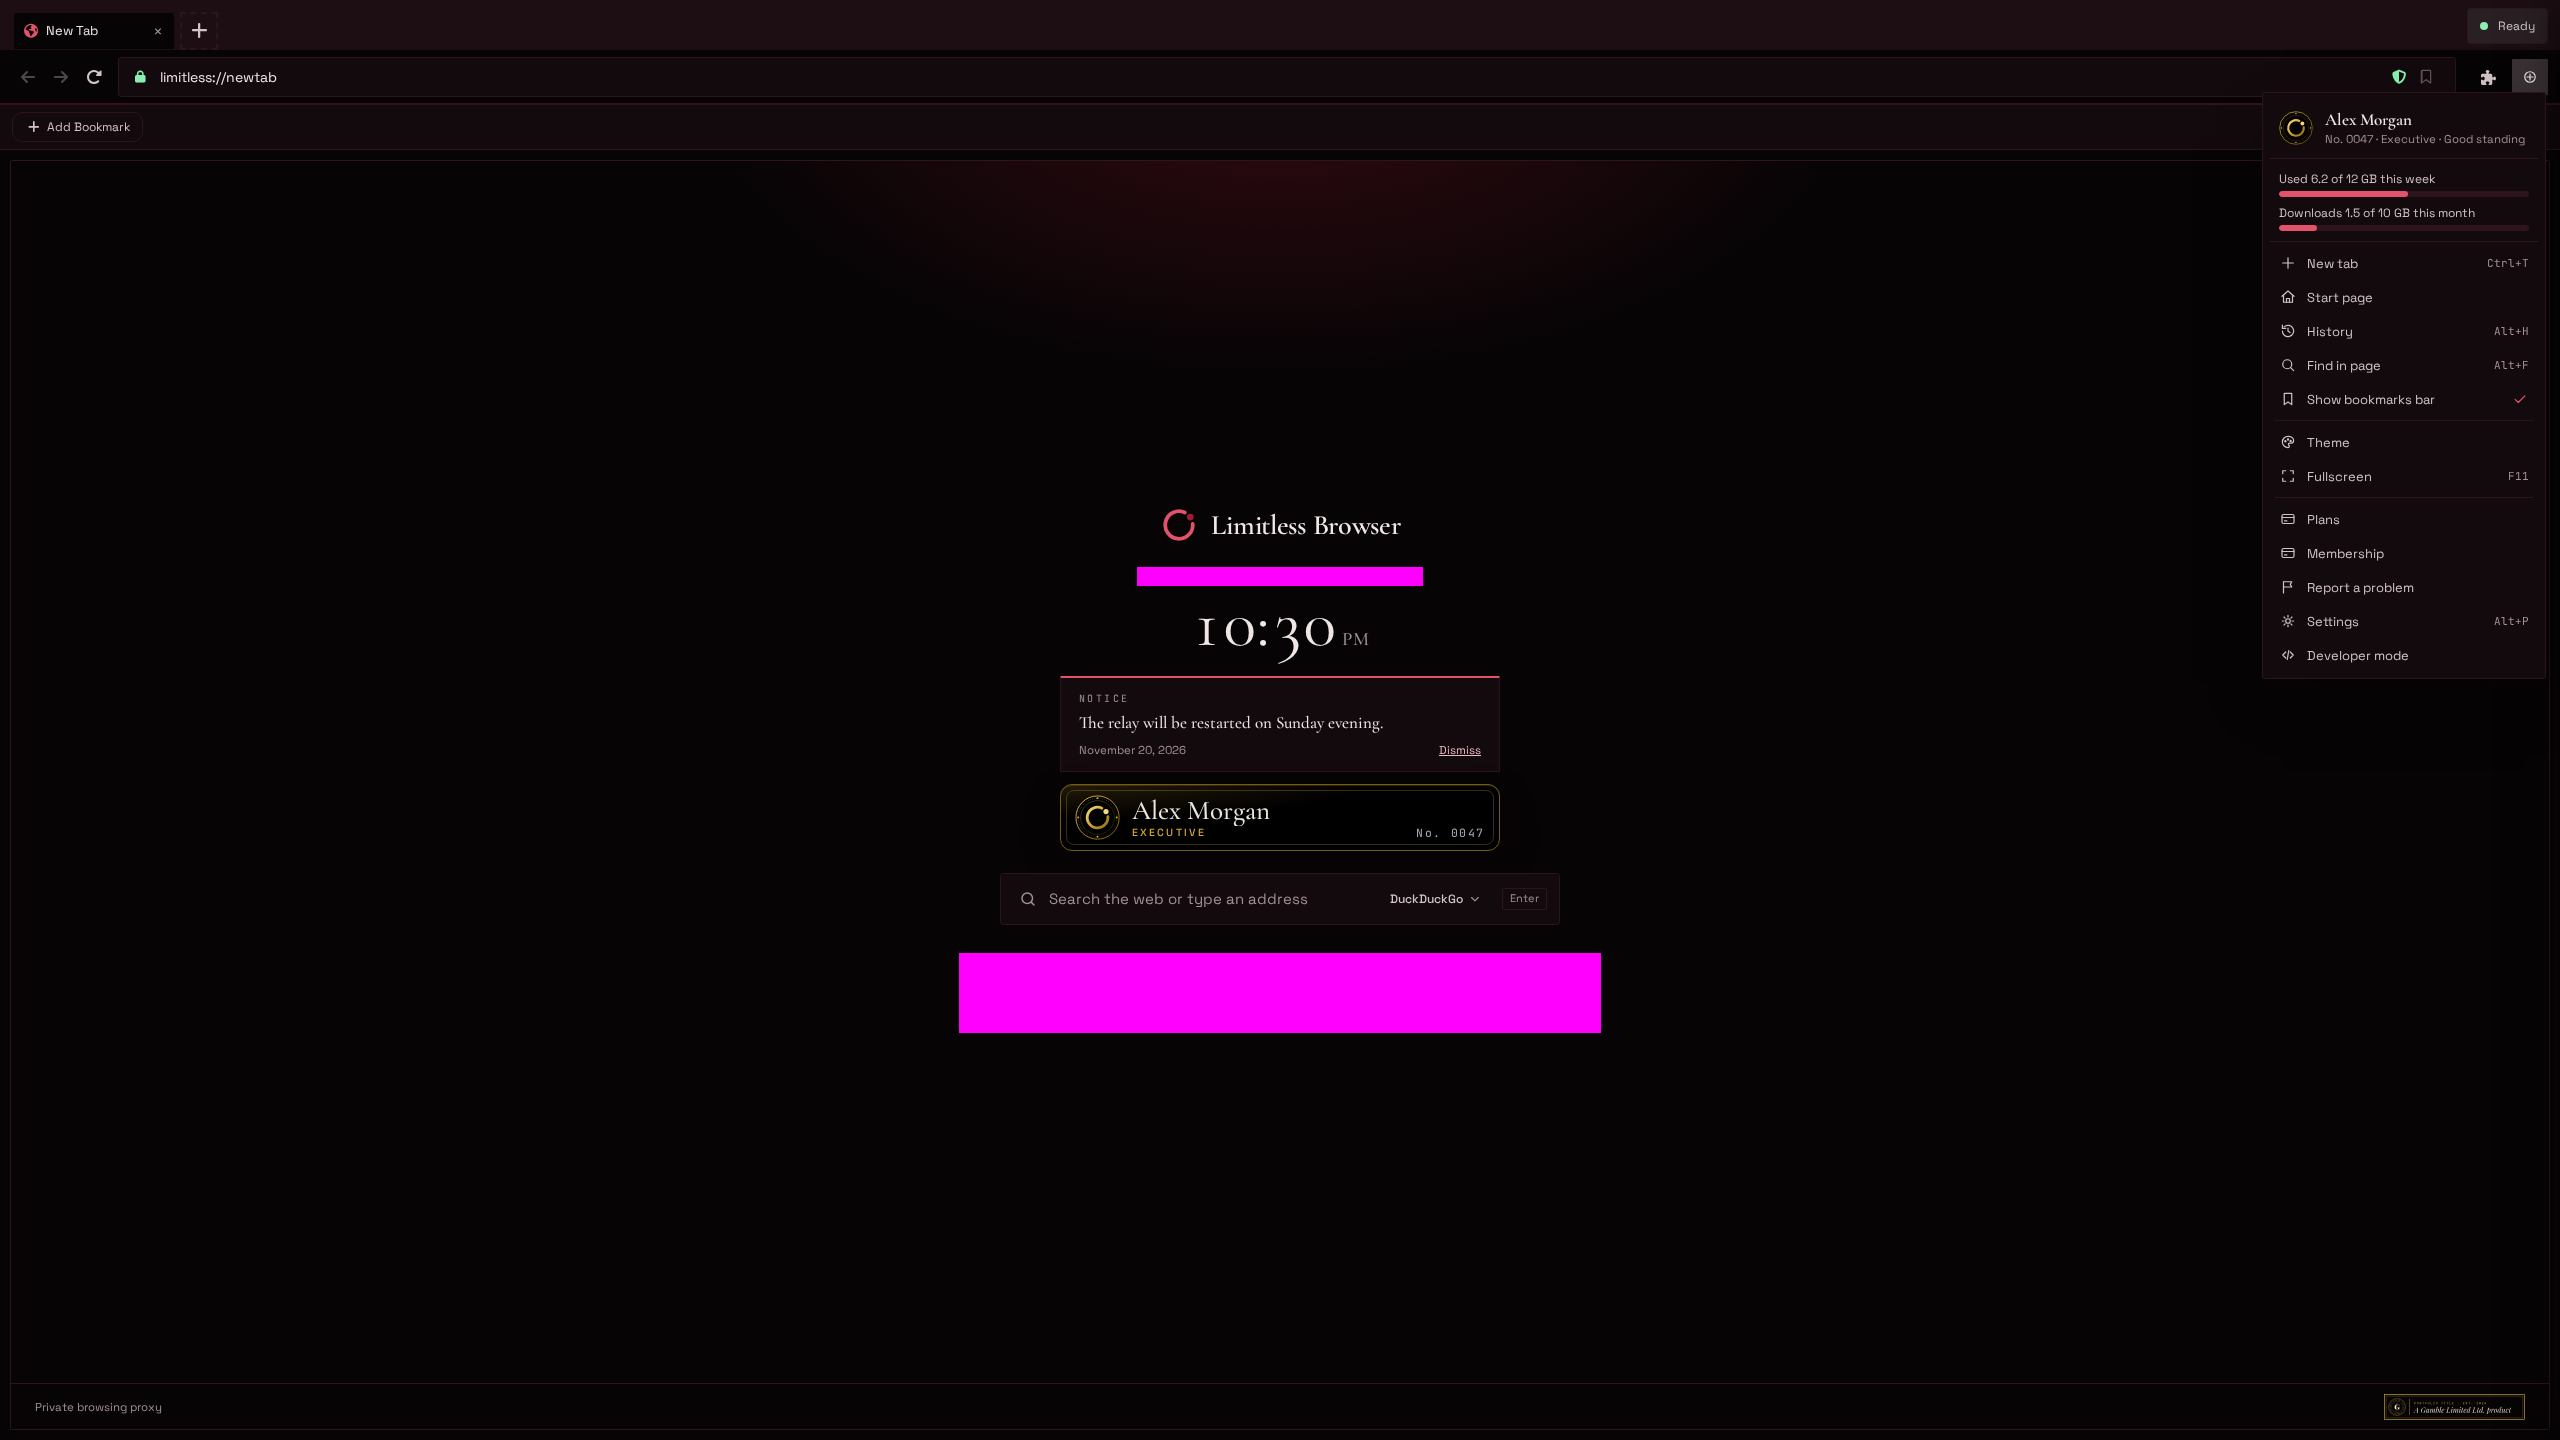 New Tab
Ready
limitless://newtab
Add Bookmark
Alex Morgan
No. 0047 · Executive · Good standing
Used 6.2 of 12 GB this week
Downloads 1.5 of 10 GB this month
New tab Ctrl+T
Start page
History Alt+H
Find in page Alt+F
Show bookmarks bar
Theme
Fullscreen F11
Plans
Membership
Report a problem
Settings Alt+P
Developer mode
Limitless Browser
10:30 PM
NOTICE
The relay will be restarted on Sunday evening.
November 20, 2026 Dismiss
Alex Morgan
EXECUTIVE No. 0047
Search the web or type an address DuckDuckGo Enter
Private browsing proxy
G
A Gamble Limited Ltd. product